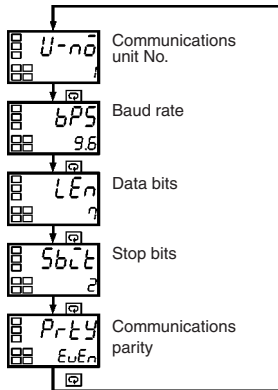 U-no
1
Communications
unit No.
bPS
9.6
Baud rate
LEn
7
Data bits
Sbit
2
Stop bits
PrtY
EvEn
Communications
parity